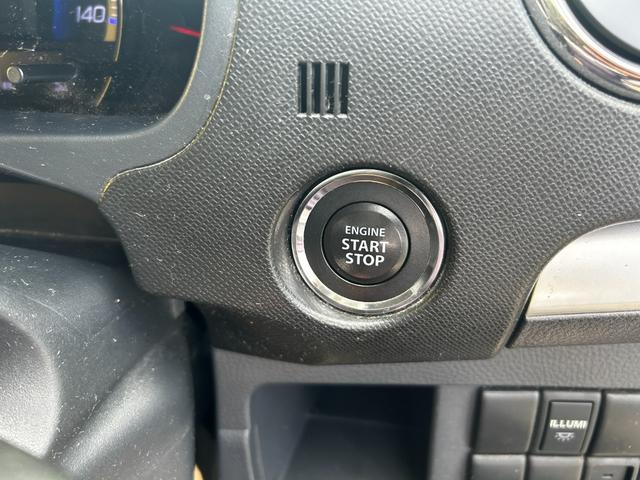 140
ENGINE
START
STOP
ILLUMI